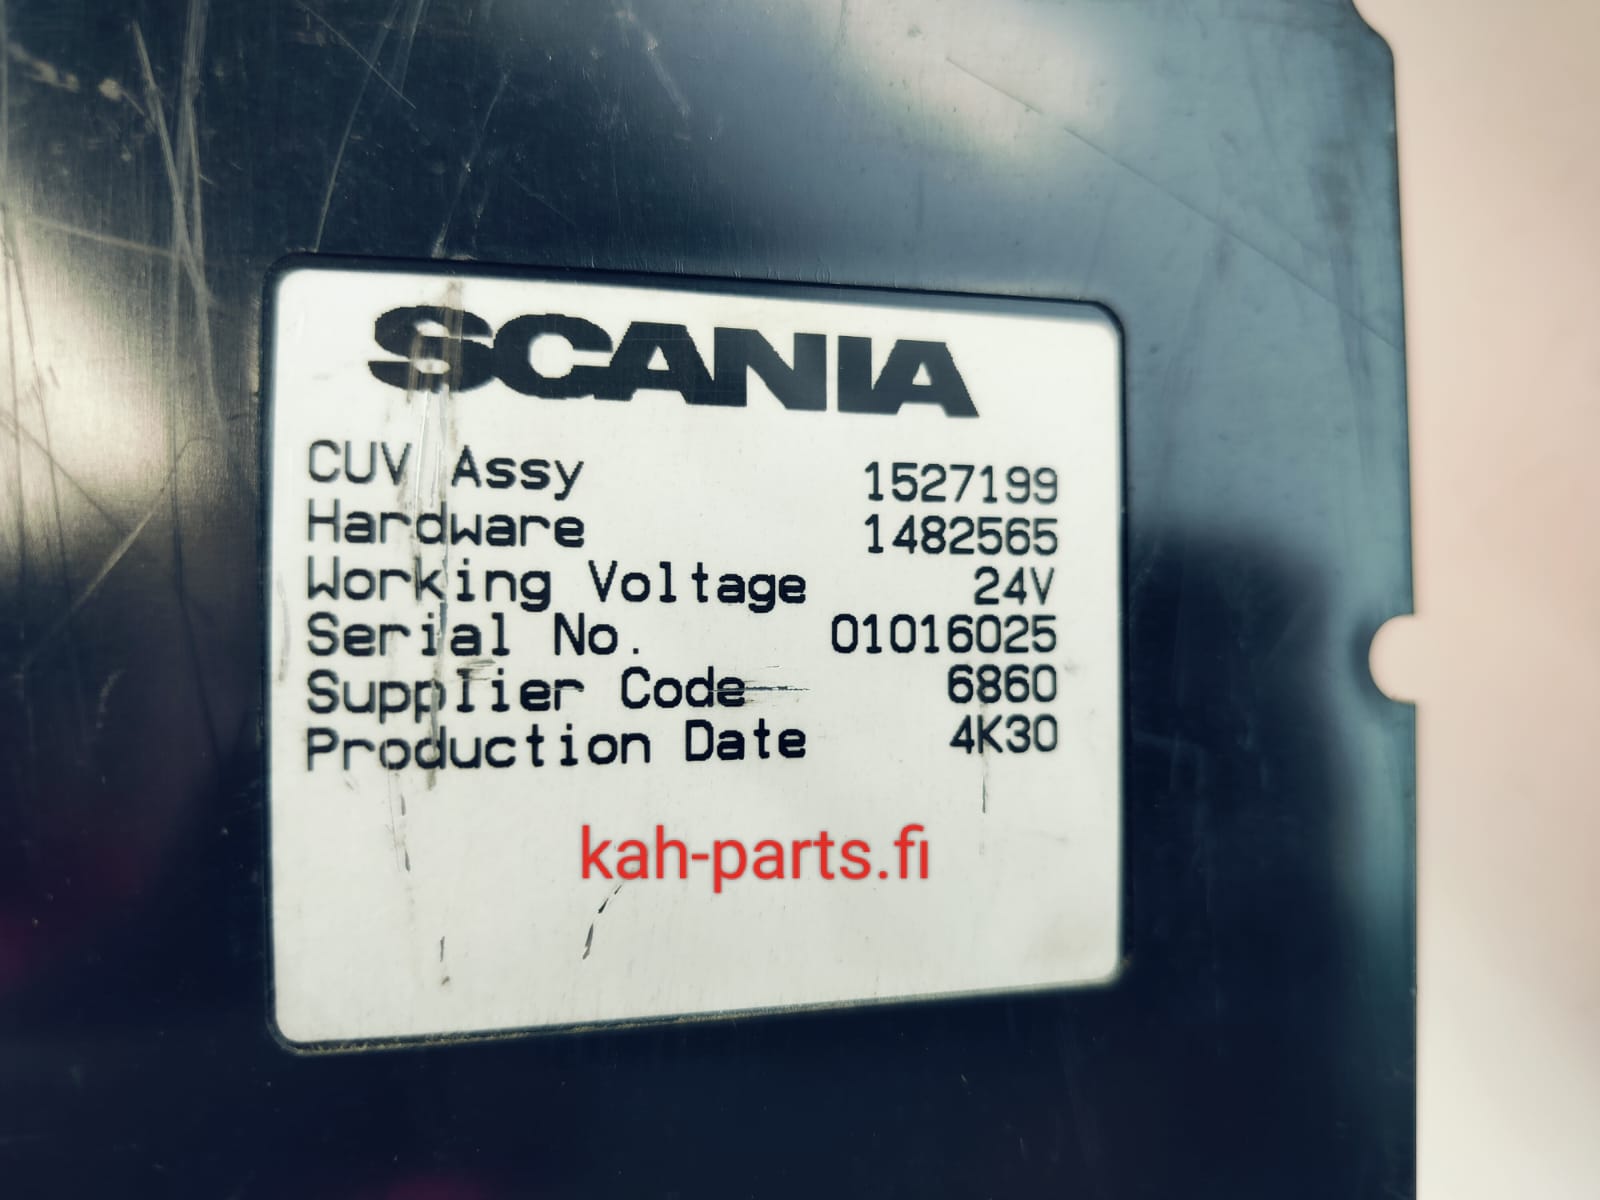 SCANIA
CUV Assy 1527199
Hardware 1482565
Working Voltage 24V
Serial No. 01016025
Supplier Code 6860
Production Date 4K30
kah-parts.fi